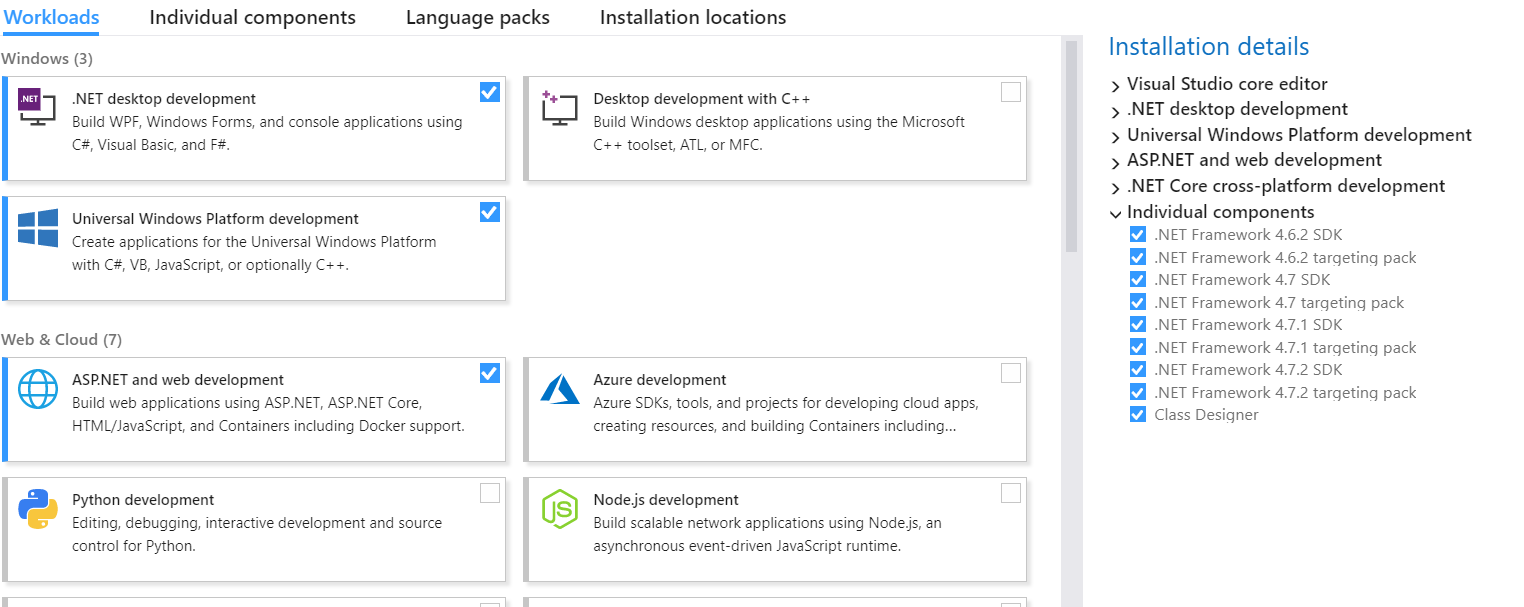 Workloads Individual components Language packs Installation locations
Windows (3)
.NET
.NET desktop development
Build WPF, Windows Forms, and console applications using
C#, Visual Basic, and F#.
Desktop development with C++
Build Windows desktop applications using the Microsoft
C++ toolset, ATL, or MFC.
Universal Windows Platform development
Create applications for the Universal Windows Platform
with C#, VB, JavaScript, or optionally C++.
Web & Cloud (7)
ASP.NET and web development
Build web applications using ASP.NET, ASP.NET Core,
HTML/JavaScript, and Containers including Docker support.
Azure development
Azure SDKs, tools, and projects for developing cloud apps,
creating resources, and building Containers including...
Python development
Editing, debugging, interactive development and source
control for Python.
JS
Node.js development
Build scalable network applications using Node.js, an
asynchronous event-driven JavaScript runtime.
Installation details
Visual Studio core editor
.NET desktop development
Universal Windows Platform development
ASP.NET and web development
.NET Core cross-platform development
Individual components
.NET Framework 4.6.2 SDK
.NET Framework 4.6.2 targeting pack
.NET Framework 4.7 SDK
.NET Framework 4.7 targeting pack
.NET Framework 4.7.1 SDK
.NET Framework 4.7.1 targeting pack
.NET Framework 4.7.2 SDK
.NET Framework 4.7.2 targeting pack
Class Designer